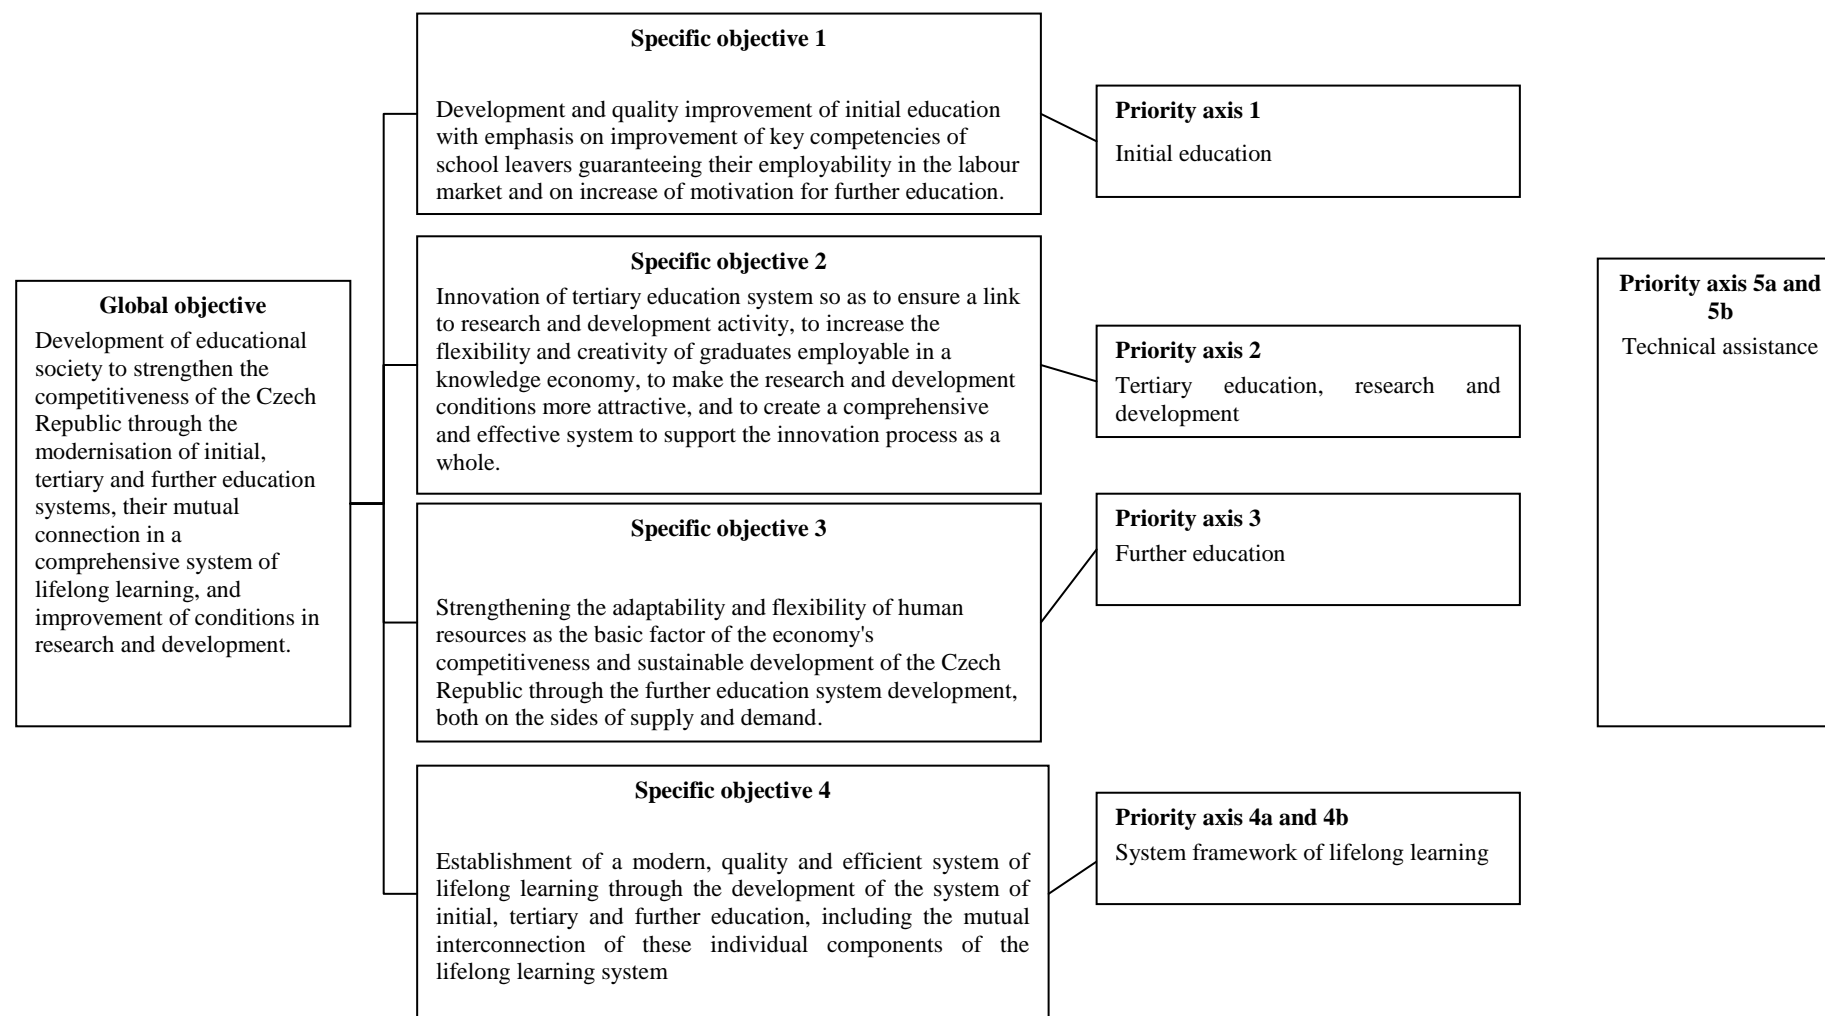 Global objective
Development of educational
society to strengthen the
competitiveness of the Czech
Republic through the
modernisation of initial,
tertiary and further education
systems, their mutual
connection in a
comprehensive system of
lifelong learning, and
improvement of conditions in
research and development.
Specific objective 1
Development and quality improvement of initial education
with emphasis on improvement of key competencies of
school leavers guaranteeing their employability in the labour
market and on increase of motivation for further education.
Specific objective 2
Innovation of tertiary education system so as to ensure a link
to research and development activity, to increase the
flexibility and creativity of graduates employable in a
knowledge economy, to make the research and development
conditions more attractive, and to create a comprehensive
and effective system to support the innovation process as a
whole.
Specific objective 3
Strengthening the adaptability and flexibility of human
resources as the basic factor of the economy's
competitiveness and sustainable development of the Czech
Republic through the further education system development,
both on the sides of supply and demand.
Specific objective 4
Establishment of a modern, quality and efficient system of
lifelong learning through the development of the system of
initial, tertiary and further education, including the mutual
interconnection of these individual components of the
lifelong learning system
Priority axis 1
Initial education
Priority axis 2
Tertiary education, research and
development
Priority axis 3
Further education
Priority axis 4a and 4b
System framework of lifelong learning
Priority axis 5a and
5b
Technical assistance